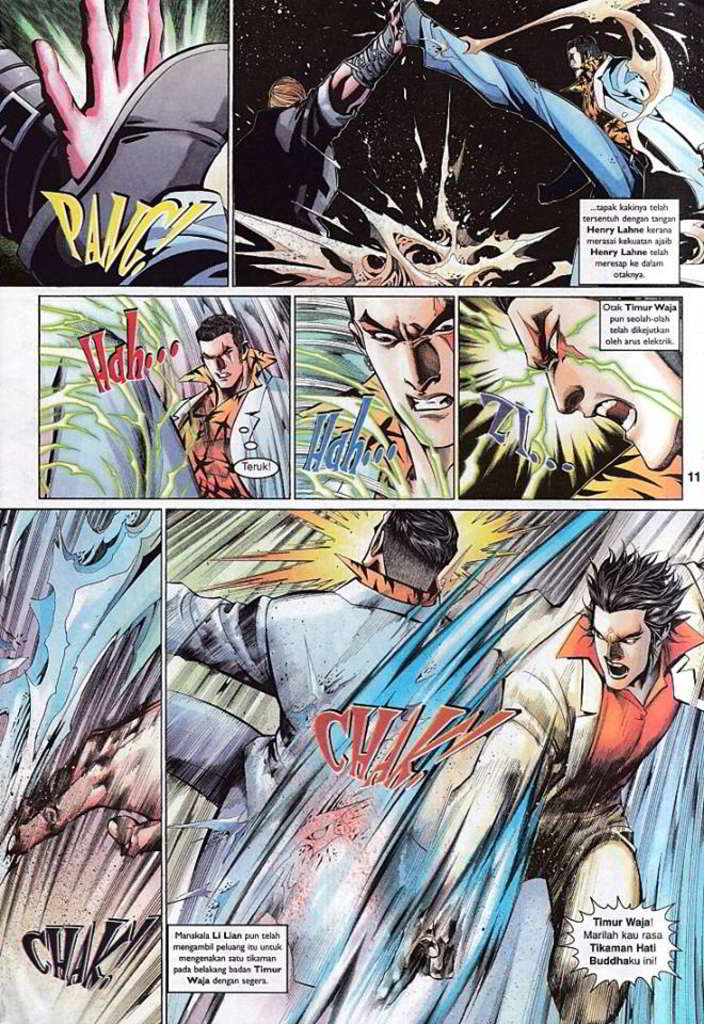 PANG!
...tapak kakinya telah
tersentuh dengan tangan
Henry Lahne kerana
merasai kekuatan ajaib
Henry Lahne telah
meresap ke dalam
otaknya.
Hah...
Teruk!
Hah...
Otak Timur Waja
pun seolah-olah
telah dikejutkan
oleh arus elektrik.
ZZ...
11
CHAK
CHAK
Manakala Li Lian pun telah
mengambil peluang itu untuk
mengenakan satu tikaman
pada belakang badan Timur
Waja dengan segera.
Timur Waja!
Marilah kau rasa
Tikaman Hati
Buddhaku ini!